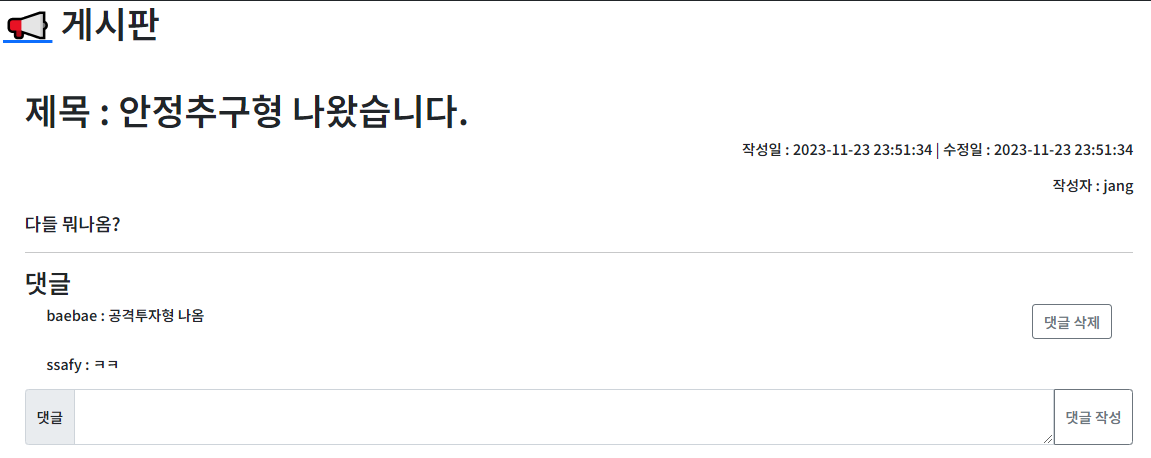 게시판
제목 : 안정추구형 나왔습니다.
작성일 : 2023-11-23 23:51:34 | 수정일 : 2023-11-23 23:51:34
작성자 : jang
다들 뭐나옴?
댓글
baebae : 공격투자형 나옴
댓글 삭제
ssafy : ㅋㅋ
댓글
댓글 작성